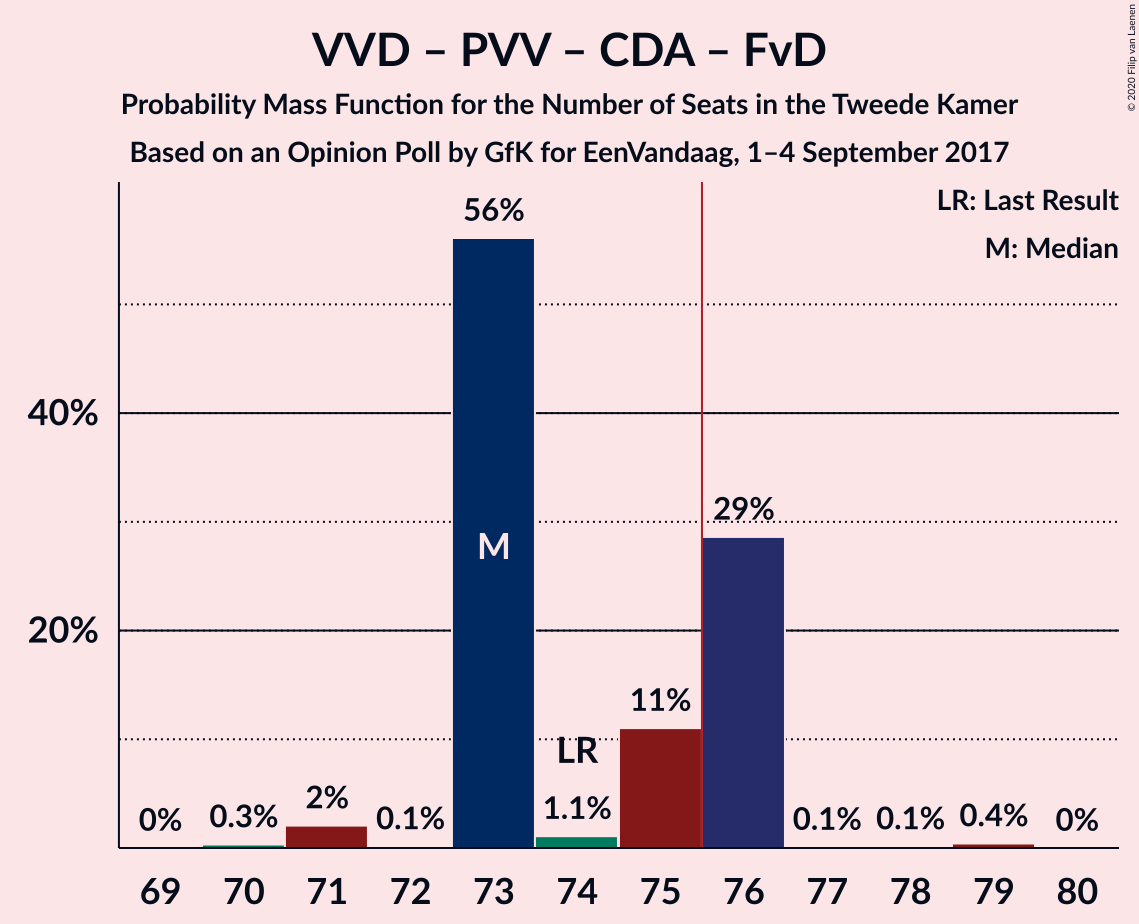 VVD – PVV – CDA – FvD
Probability Mass Function for the Number of Seats in the Tweede Kamer
Based on an Opinion Poll by GfK for EenVandaag, 1–4 September 2017
© 2020 Filip van Laenen
LR: Last Result
M: Median
56%
40%
29%
M
20%
11%
LR
0% 0.3% 2% 0.1% 1.1% 0.1% 0.1% 0.4% 0%
69 70 71 72 73 74 75 76 77 78 79 80